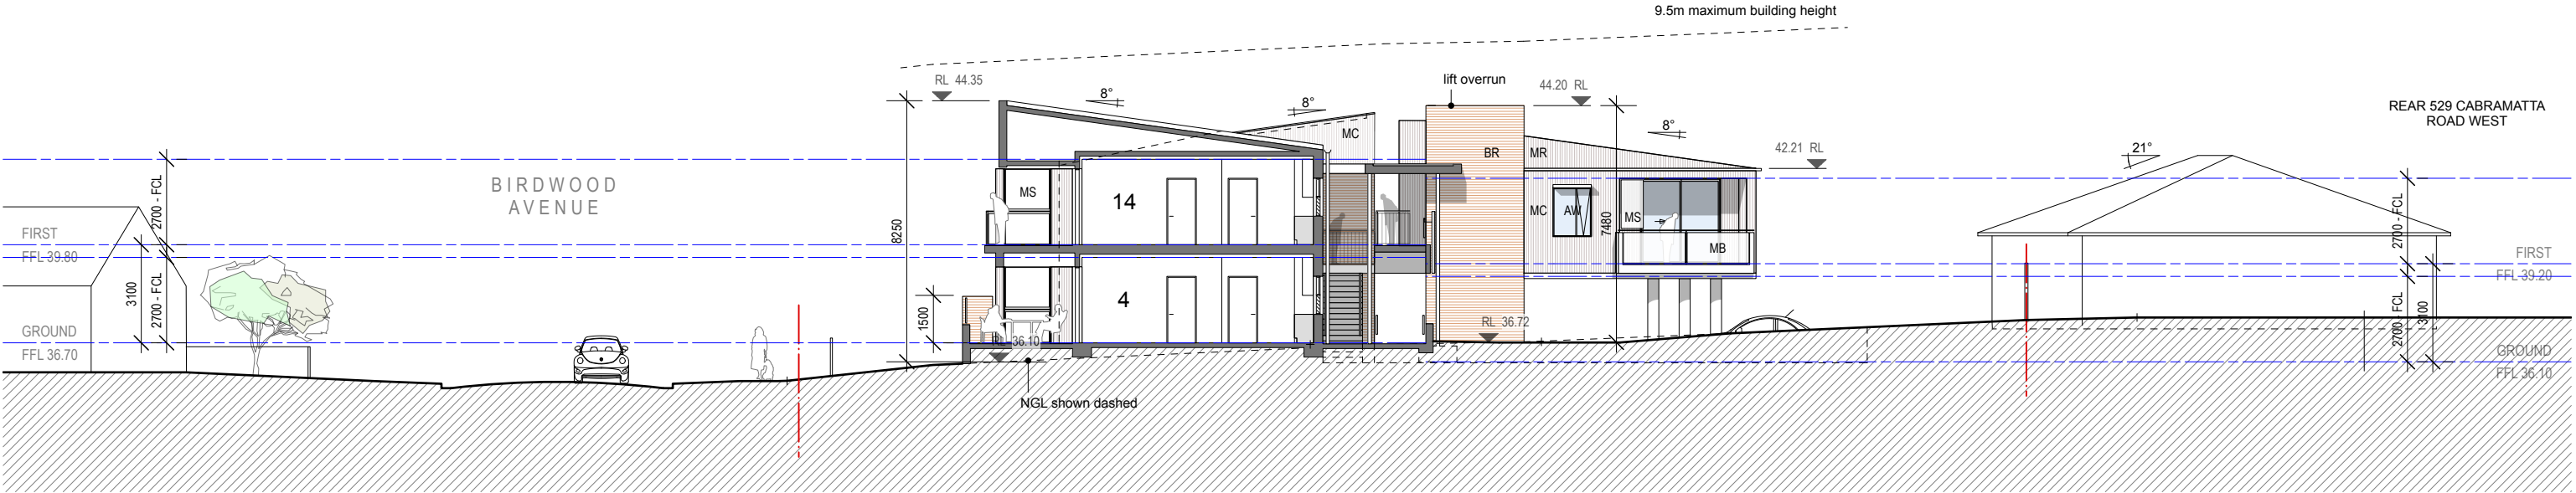 9.5m maximum building height
RL 44.35
8°
8°
lift overrun
44.20 RL
8°
REAR 529 CABRAMATTA
ROAD WEST
21°
42.21 RL
MC
BR
MR
BIRDWOOD
AVENUE
2700 - FCL
MS
14
8250
MC
AW
MS
7480
MB
2700 - FCL
FIRST
FFL 39.80
FIRST
FFL 39.20
3100
2700 - FCL
4
1500
RL 36.72
RL 36.10
2700 - FCL
3100
GROUND
FFL 36.70
GROUND
FFL 36.10
NGL shown dashed